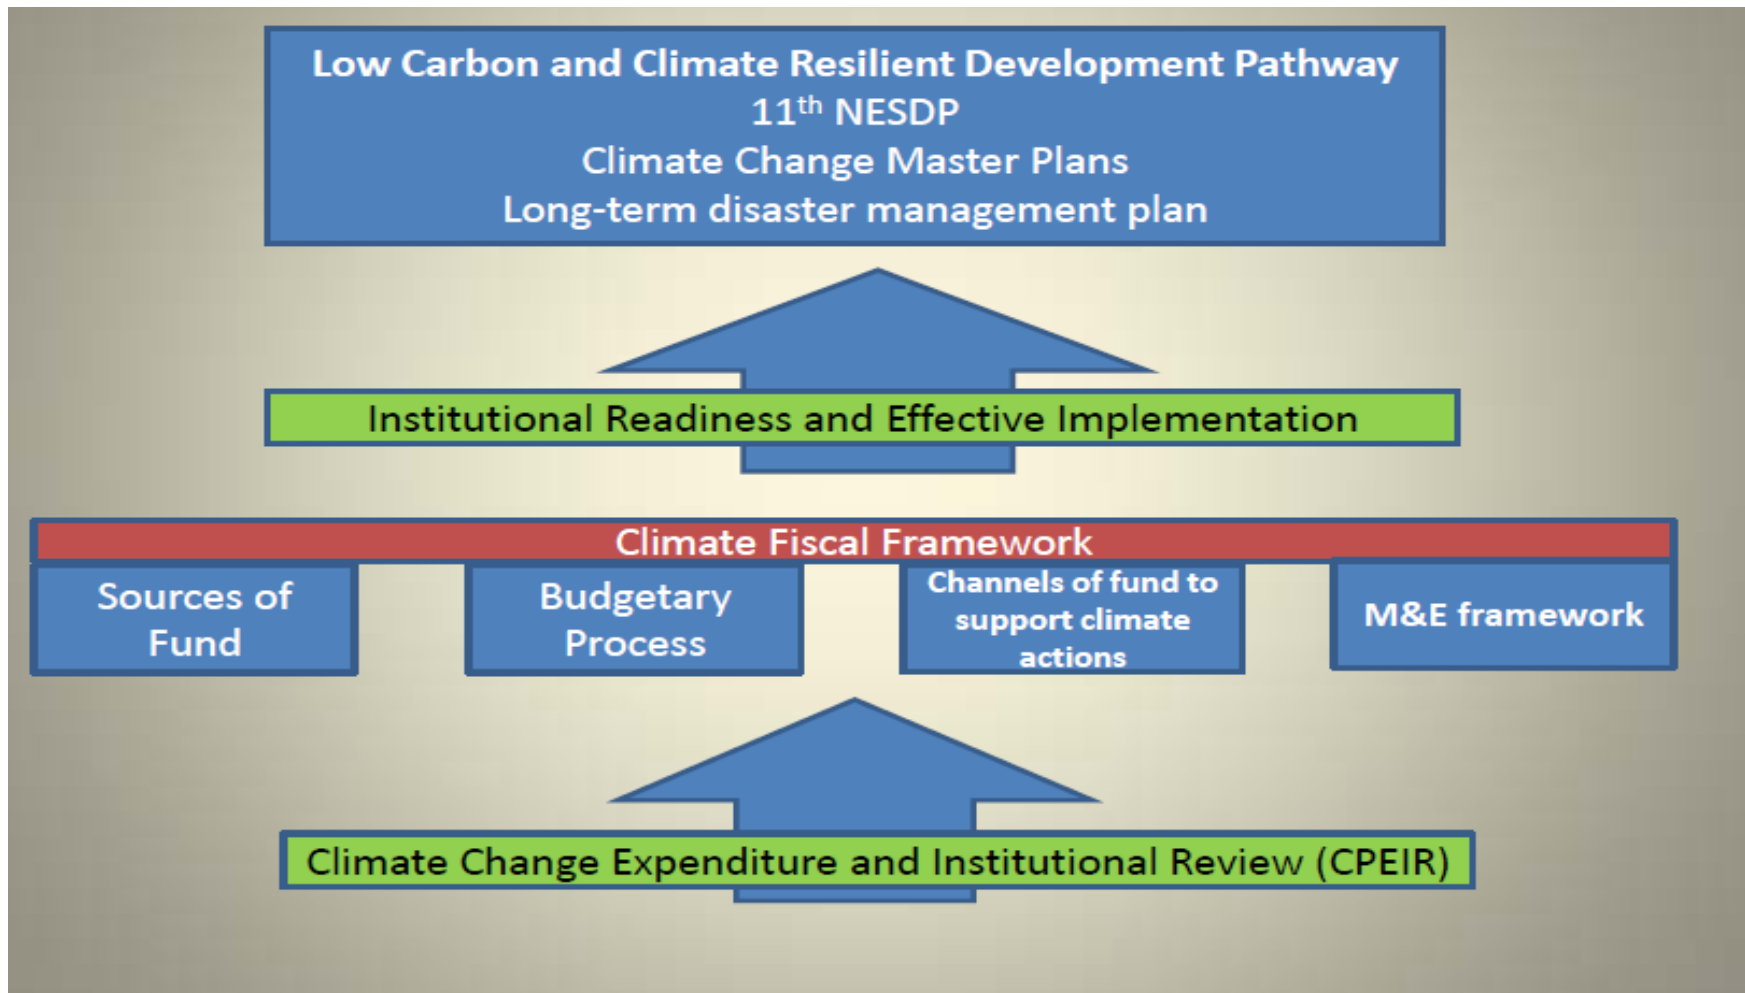 Low Carbon and Climate Resilient Development Pathway
11th NESDP
Climate Change Master Plans
Long-term disaster management plan
Institutional Readiness and Effective Implementation
Climate Fiscal Framework
Sources of
Fund
Budgetary
Process
Channels of fund to
support climate
actions
M&E framework
Climate Change Expenditure and Institutional Review (CPEIR)